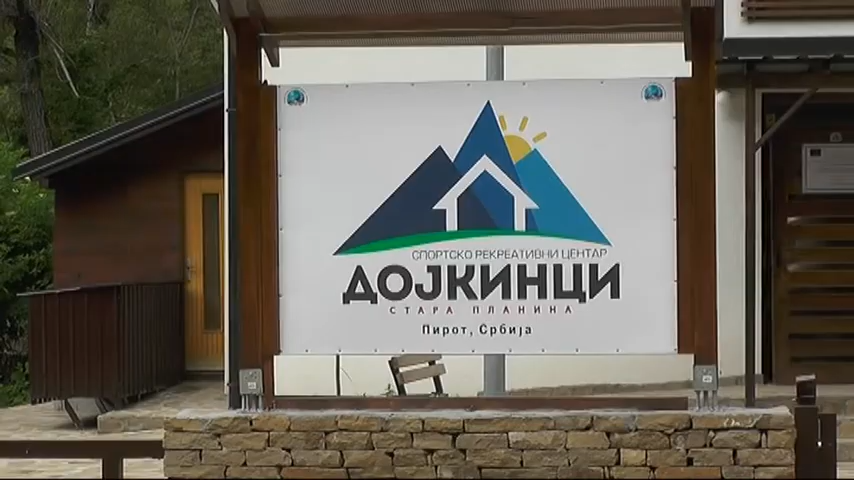 СПОРТСКО РЕКРЕАТИВНИ ЦЕНТАР
ДОЈКИНЦИ
СТАРА ПЛАНИНА
Пирот, Србија